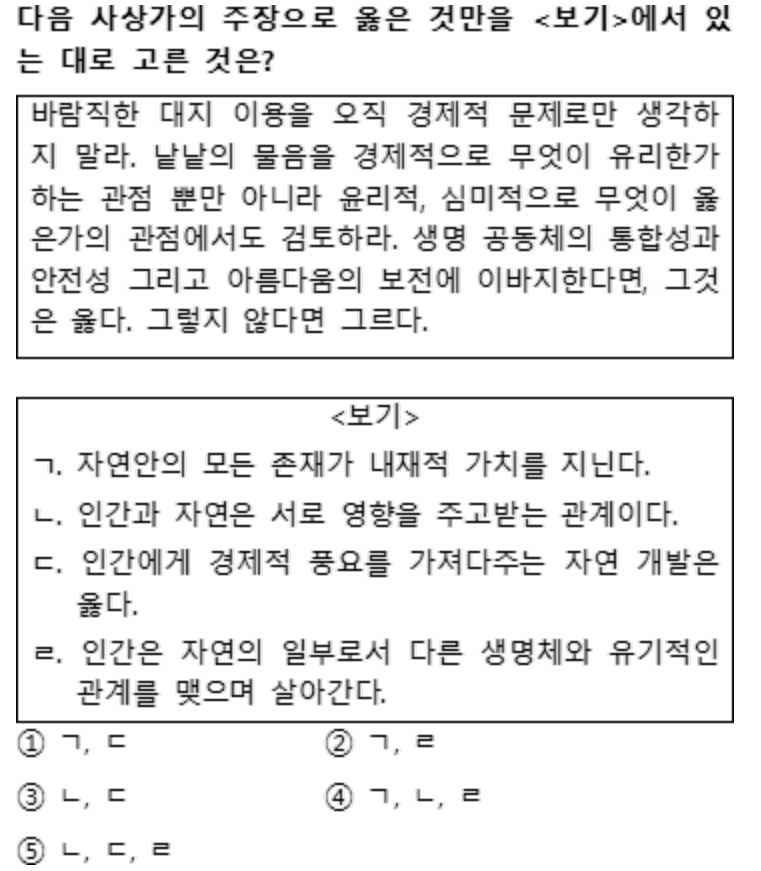 다음 사상가의 주장으로 옳은 것만을 <보기>에서 있
는 대로 고른 것은?
바람직한 대지 이용을 오직 경제적 문제로만 생각하
지 말라. 낱낱의 물음을 경제적으로 무엇이 유리한가
하는 관점 뿐만 아니라 윤리적, 심미적으로 무엇이 옳
은가의 관점에서도 검토하라. 생명 공동체의 통합성과
안전성 그리고 아름다움의 보전에 이바지한다면, 그것
은 옳다. 그렇지 않다면 그르다.
<보기>
ㄱ. 자연안의 모든 존재가 내재적 가치를 지닌다.
ㄴ. 인간과 자연은 서로 영향을 주고받는 관계이다.
ㄷ. 인간에게 경제적 풍요를 가져다주는 자연 개발은
옳다.
ㄹ. 인간은 자연의 일부로서 다른 생명체와 유기적인
관계를 맺으며 살아간다.
① ㄱ, ㄷ ② ㄱ, ㄹ
③ ㄴ, ㄷ ④ ㄱ, ㄴ, ㄹ
⑤ ㄴ, ㄷ, ㄹ